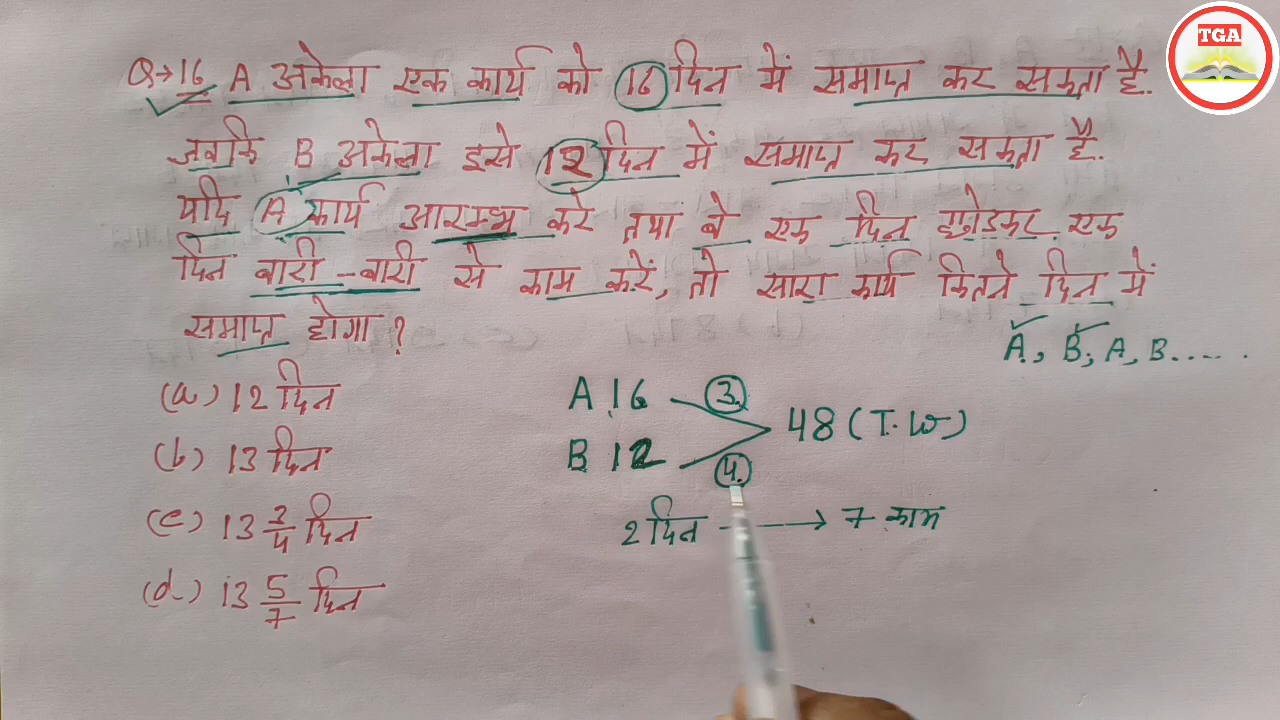 TGA
Q→16 A अकेला एक कार्य को 16 दिन में समाप्त कर सकता है.
जबकि B अकेला इसे 12 दिन में समाप्त कर सकता है.
यदि A कार्य आरम्भ करे तथा वे एक दिन छोडकर एक
दिन बारी-बारी से काम करें, तो सारा कार्य कितने दिन में
समाप्त होगा?
A, B, A, B.....
(a) 12 दिन
(b) 13 दिन
(c) 13 3/4 दिन
(d) 13 5/7 दिन
A 16 3
48 (T.W)
B 12 4
2 दिन → 7 काम